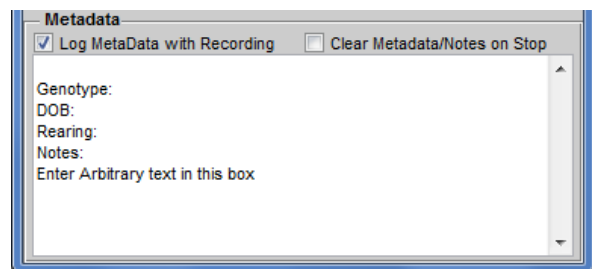 Metadata
Log MetaData with Recording Clear Metadata/Notes on Stop
Genotype:
DOB:
Rearing:
Notes:
Enter Arbitrary text in this box